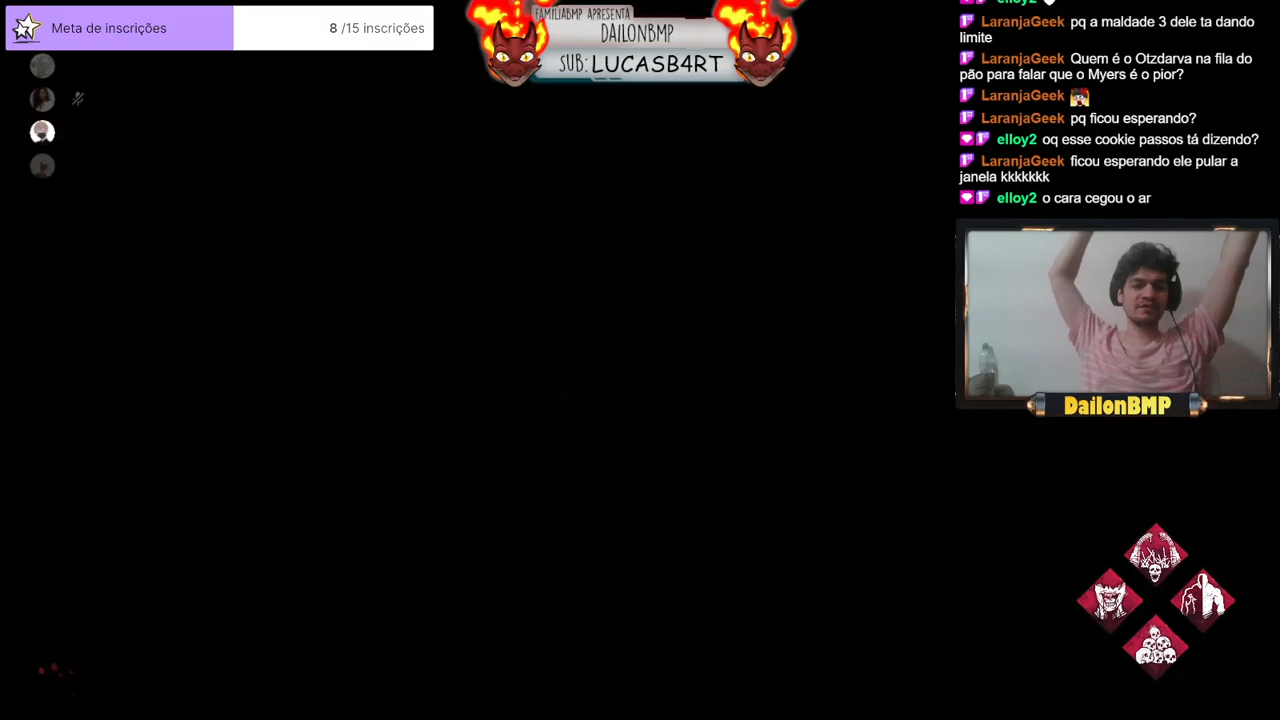 Meta de inscrições
8 /15 inscrições
FAMILIABMP APRESENTA
DAILONBMP
SUB: LUCASB4RT
LaranjaGeek pq a maldade 3 dele ta dando
limite
LaranjaGeek Quem é o Otzdarva na fila do
pão para falar que o Myers é o pior?
LaranjaGeek
LaranjaGeek pq ficou esperando?
elloy2 oq esse cookie passos tá dizendo?
LaranjaGeek ficou esperando ele pular a
janela kkkkkkk
elloy2 o cara cegou o ar
DailonBMP